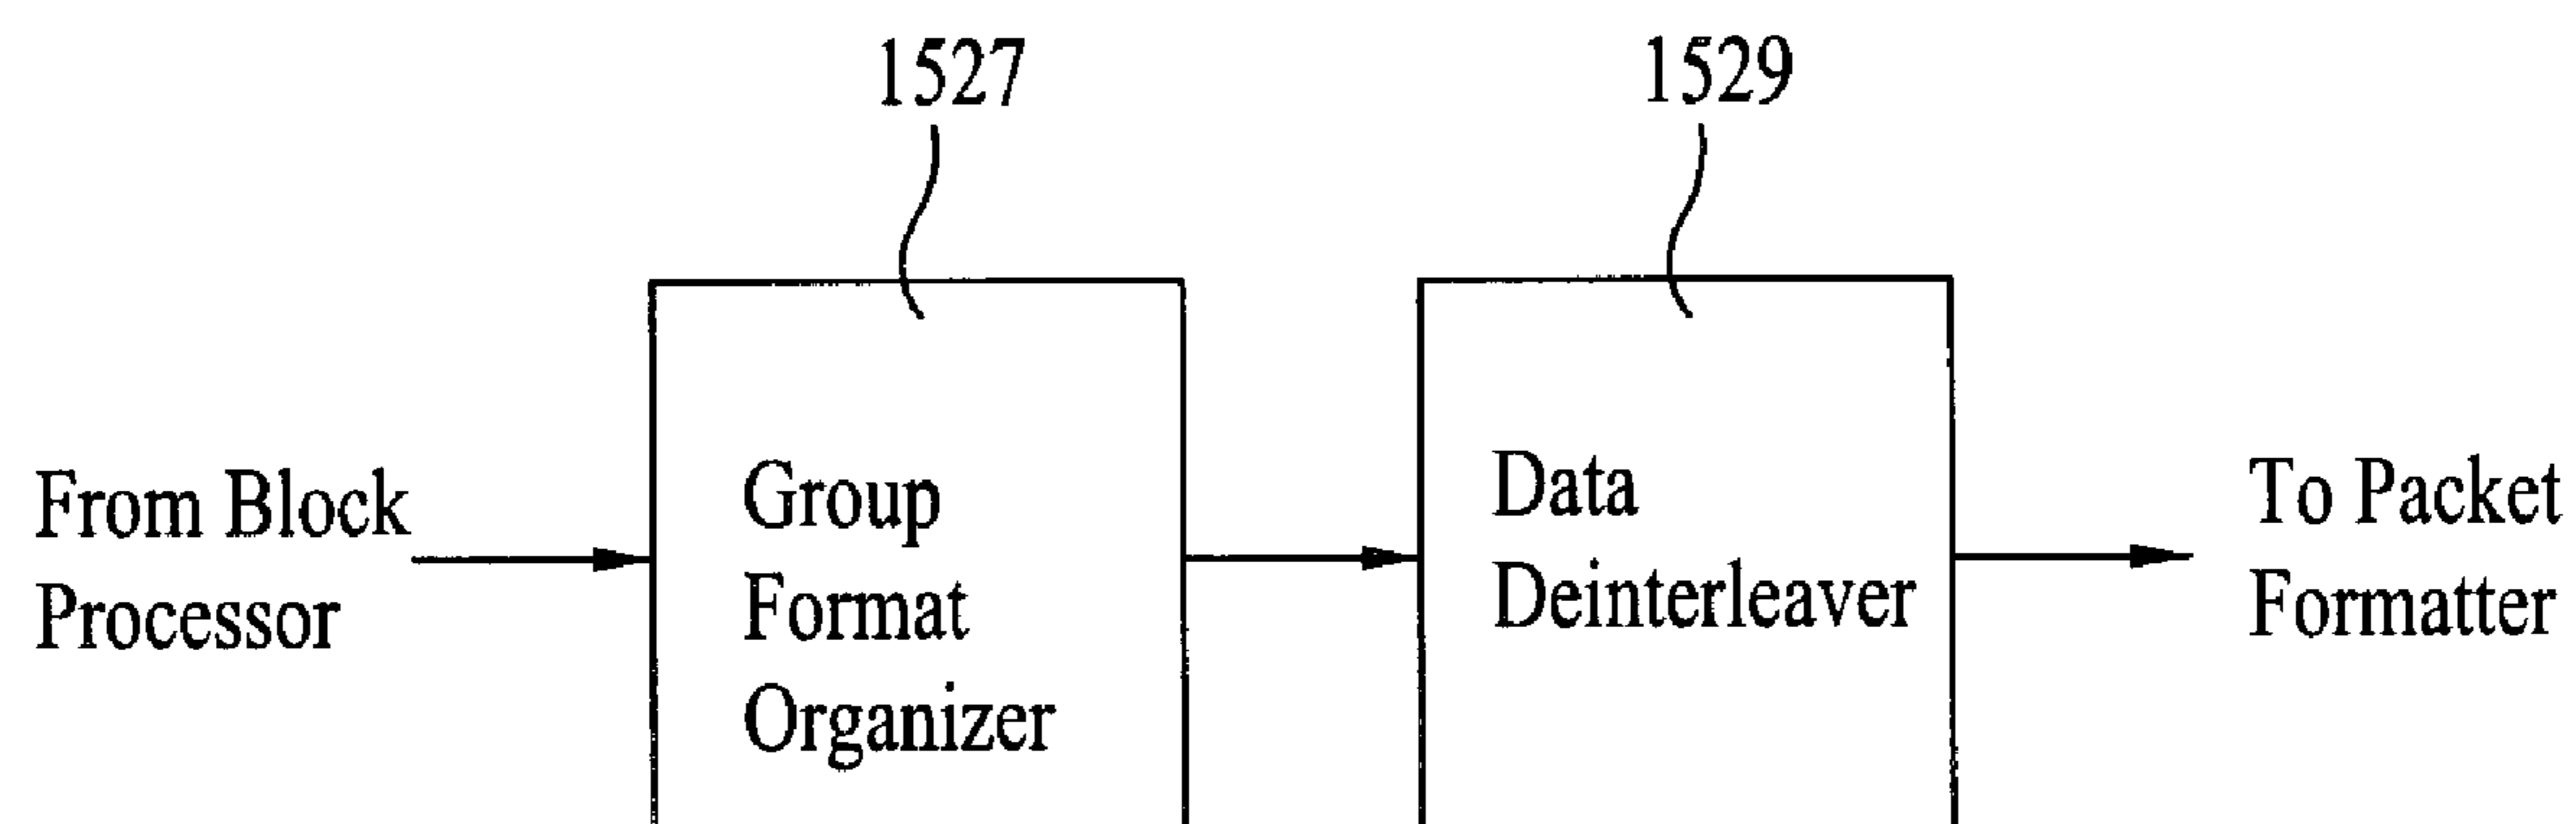 1527
1529
From Block
Processor
Group
Format
Organizer
Data
Deinterleaver
To Packet
Formatter